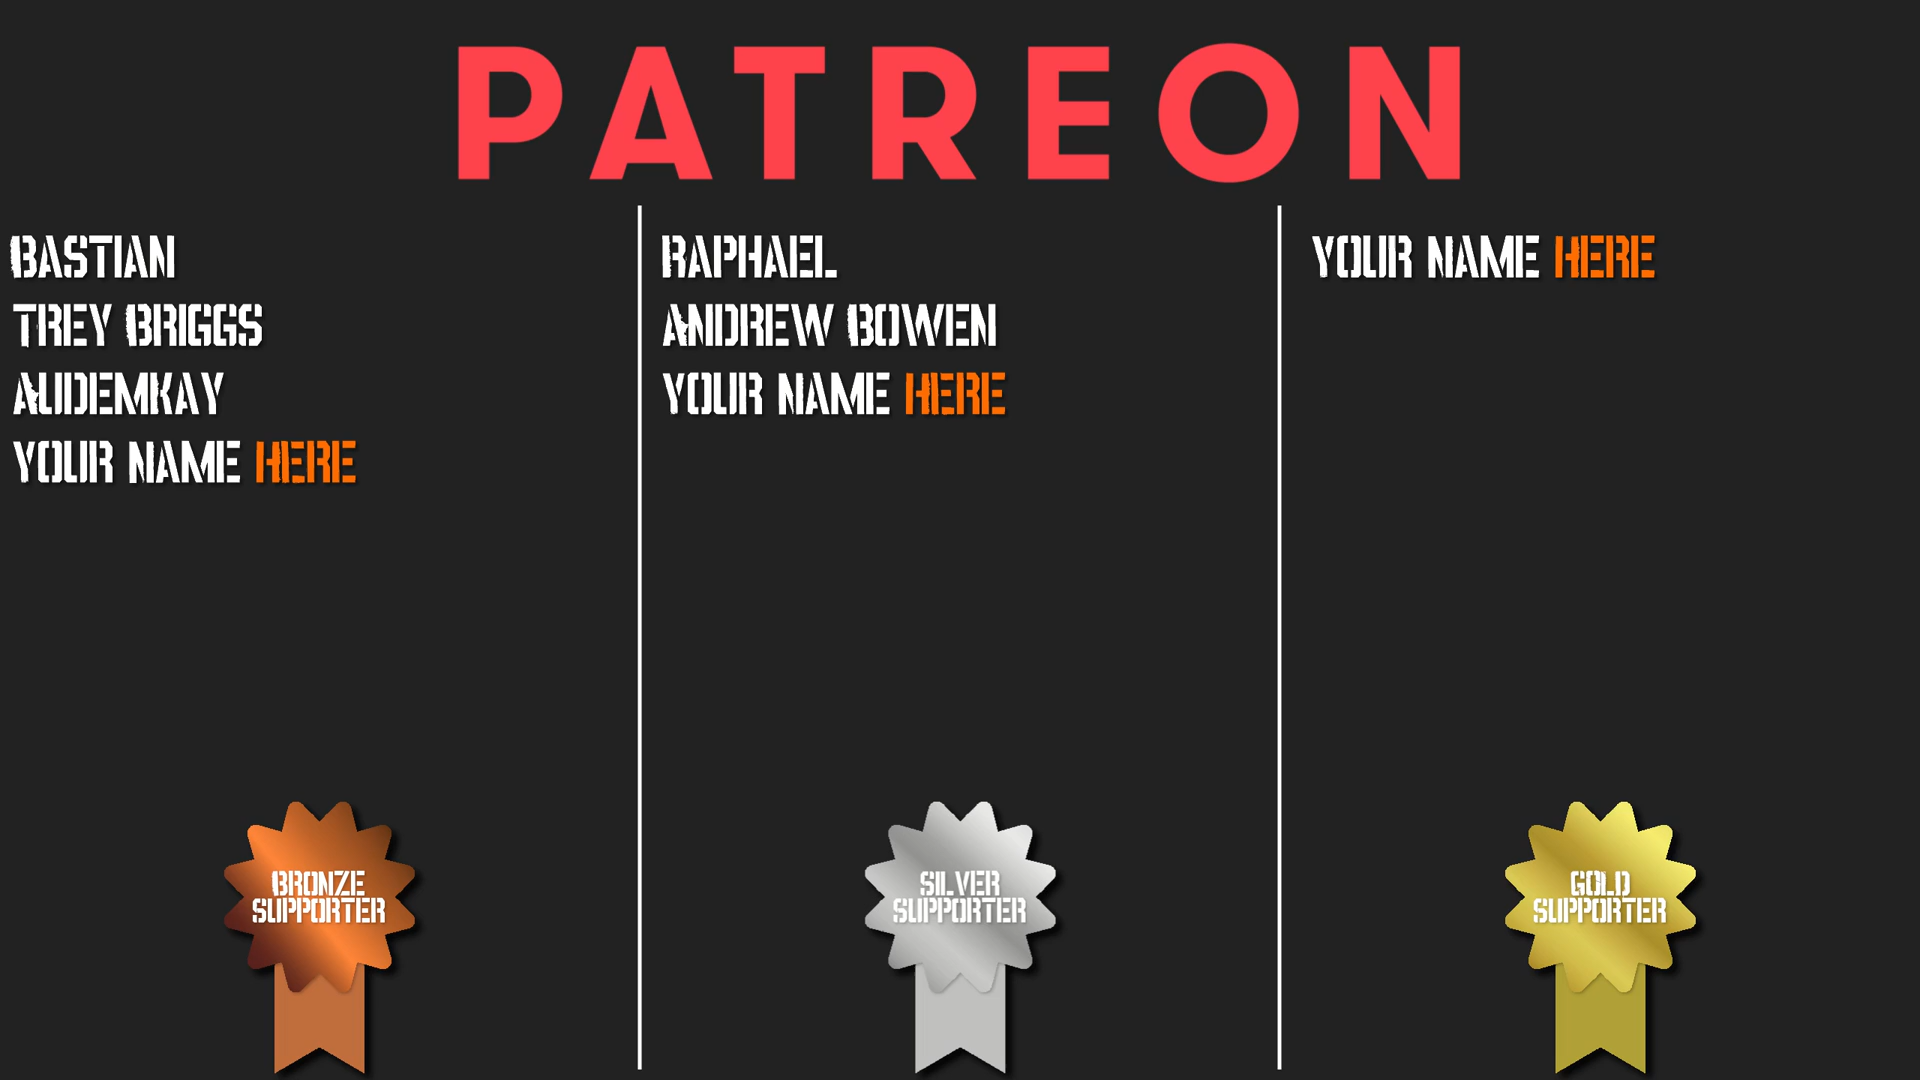 PATREON
BASTIAN
TREY BRIGGS
AUDEMKAY
YOUR NAME HERE
RAPHAEL
ANDREW BOWEN
YOUR NAME HERE
YOUR NAME HERE
BRONZE
SUPPORTER
SILVER
SUPPORTER
GOLD
SUPPORTER